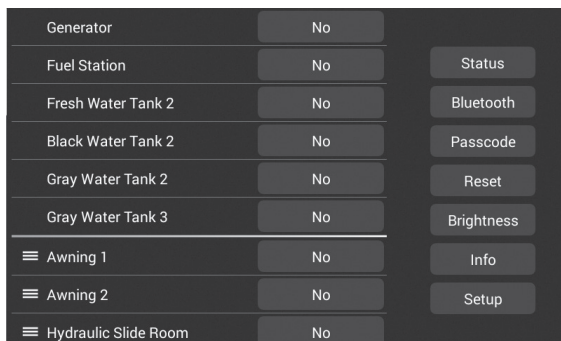 Generator No
Fuel Station No
Fresh Water Tank 2 No
Black Water Tank 2 No
Gray Water Tank 2 No
Gray Water Tank 3 No
Awning 1 No
Awning 2 No
Hydraulic Slide Room No
Status
Bluetooth
Passcode
Reset
Brightness
Info
Setup